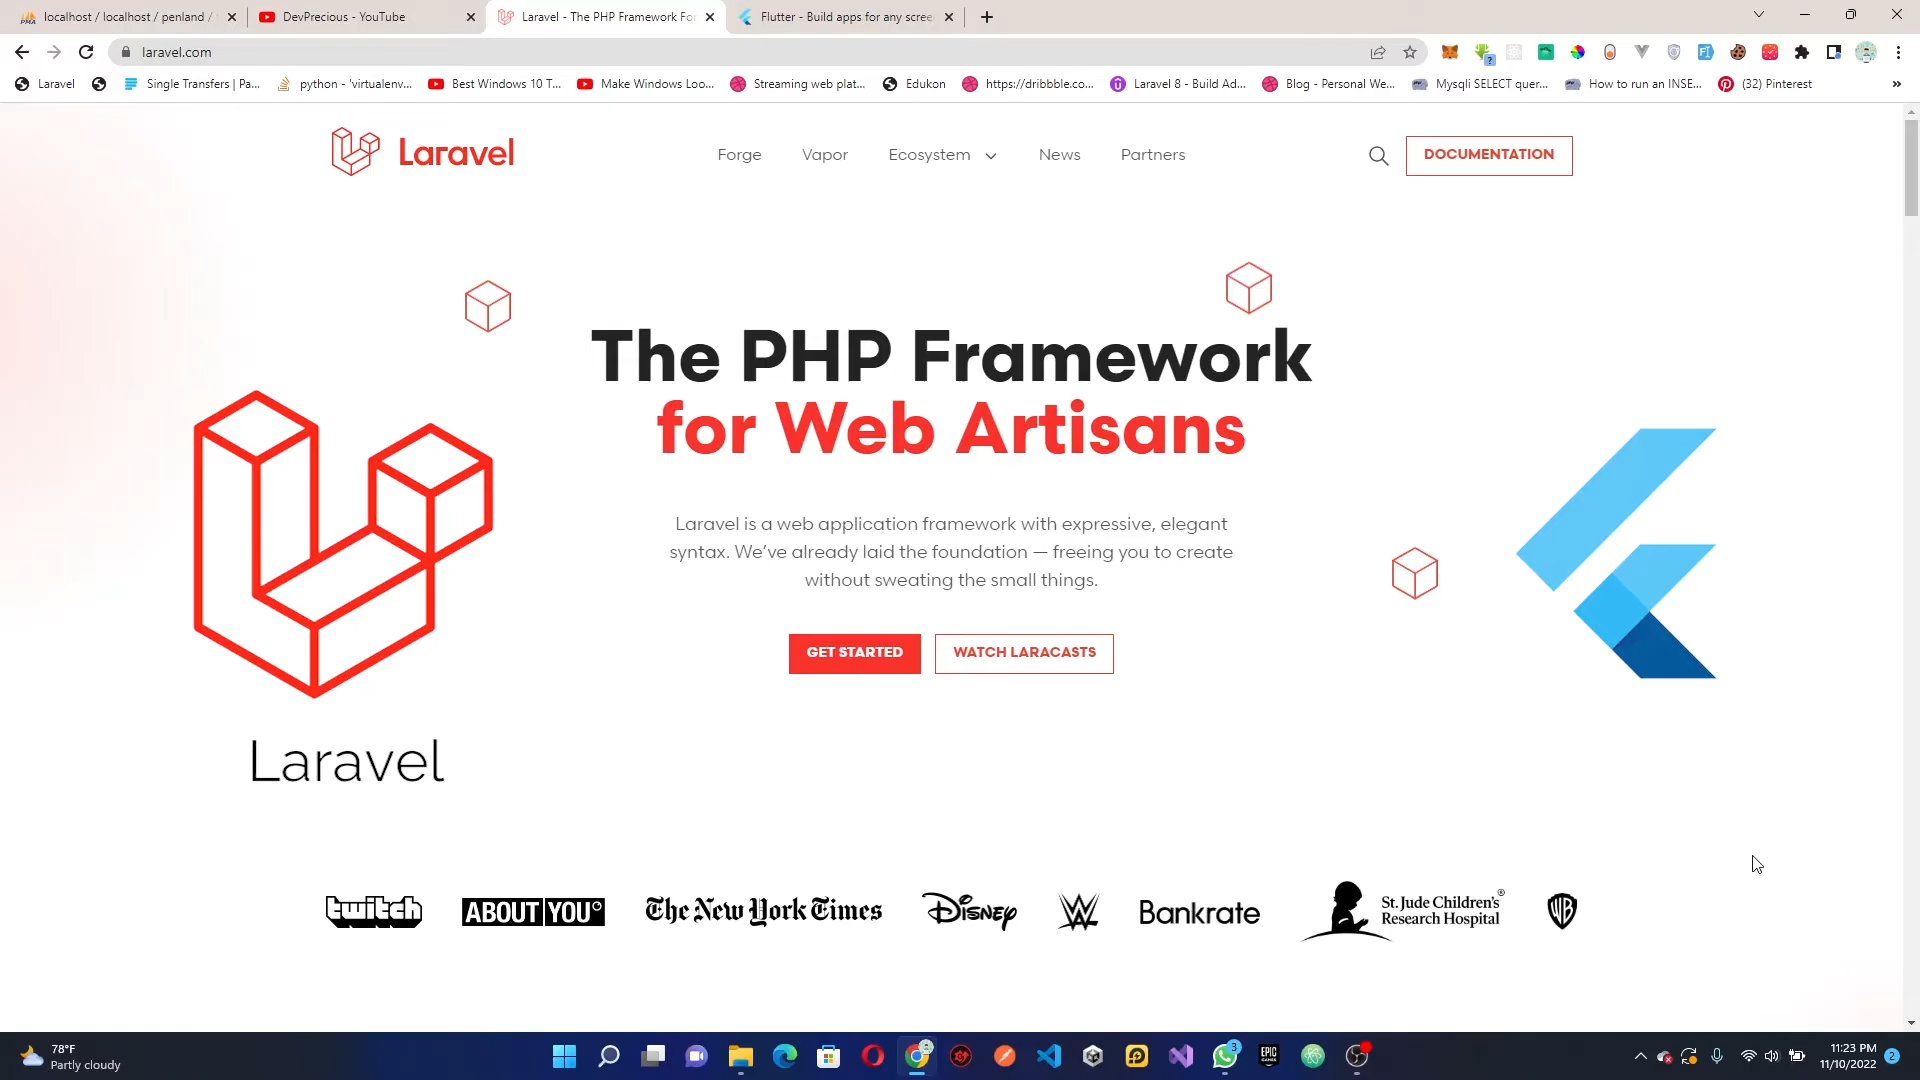 localhost / localhost / penland /
DevPrecious - YouTube
Laravel - The PHP Framework For
Flutter - Build apps for any scree
laravel.com
Laravel
Single Transfers | Pa...
python - 'virtualenv...
Best Windows 10 T...
Make Windows Loo...
Streaming web plat...
Edukon
https://dribbble.co...
Laravel 8 - Build Ad...
Blog - Personal We...
Mysqli SELECT quer...
How to run an INSE...
(32) Pinterest
»
Laravel
Forge
Vapor
Ecosystem
News
Partners
DOCUMENTATION
The PHP Framework
for Web Artisans
Laravel is a web application framework with expressive, elegant
syntax. We've already laid the foundation — freeing you to create
without sweating the small things.
GET STARTED
WATCH LARACASTS
Laravel
twitch
ABOUT YOU
The New York Times
Disney
W
Bankrate
St. Jude Children's®
Research Hospital
WB
78°F
Partly cloudy
3
EPIC
GAMES
11:23 PM
11/10/2022
2